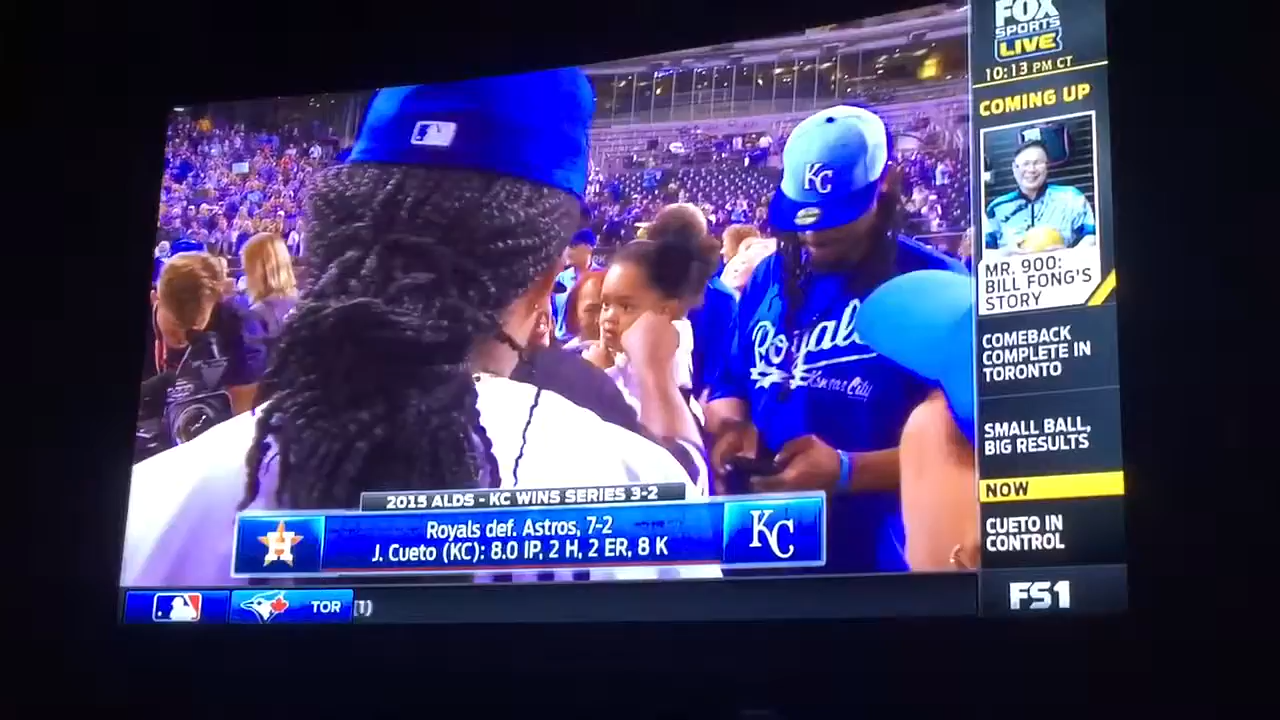 FOX
SPORTS
LIVE
10:13 PM CT
COMING UP
MR. 900:
BILL FONG'S
STORY
COMEBACK
COMPLETE IN
TORONTO
SMALL BALL,
BIG RESULTS
NOW
CUETO IN
CONTROL
FS1
KC
Royals
Kansas City
2015 ALDS - KC WINS SERIES 3-2
Royals def. Astros, 7-2
J. Cueto (KC): 8.0 IP, 2 H, 2 ER, 8 K
H
KC
TOR (1)